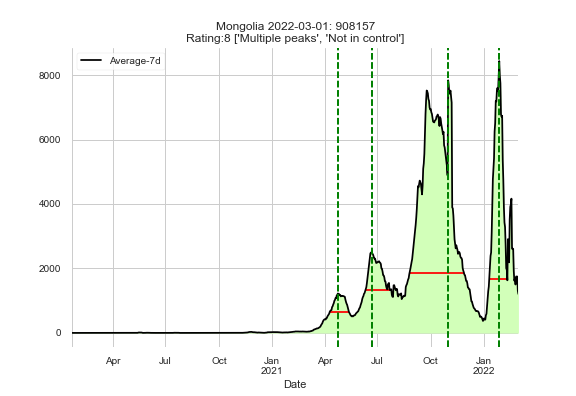 Mongolia 2022-03-01: 908157
Rating:8 ['Multiple peaks', 'Not in control']
Average-7d
8000
6000
4000
2000
0
Apr
Jul
Oct
Jan
2021
Apr
Jul
Oct
Jan
2022
Date